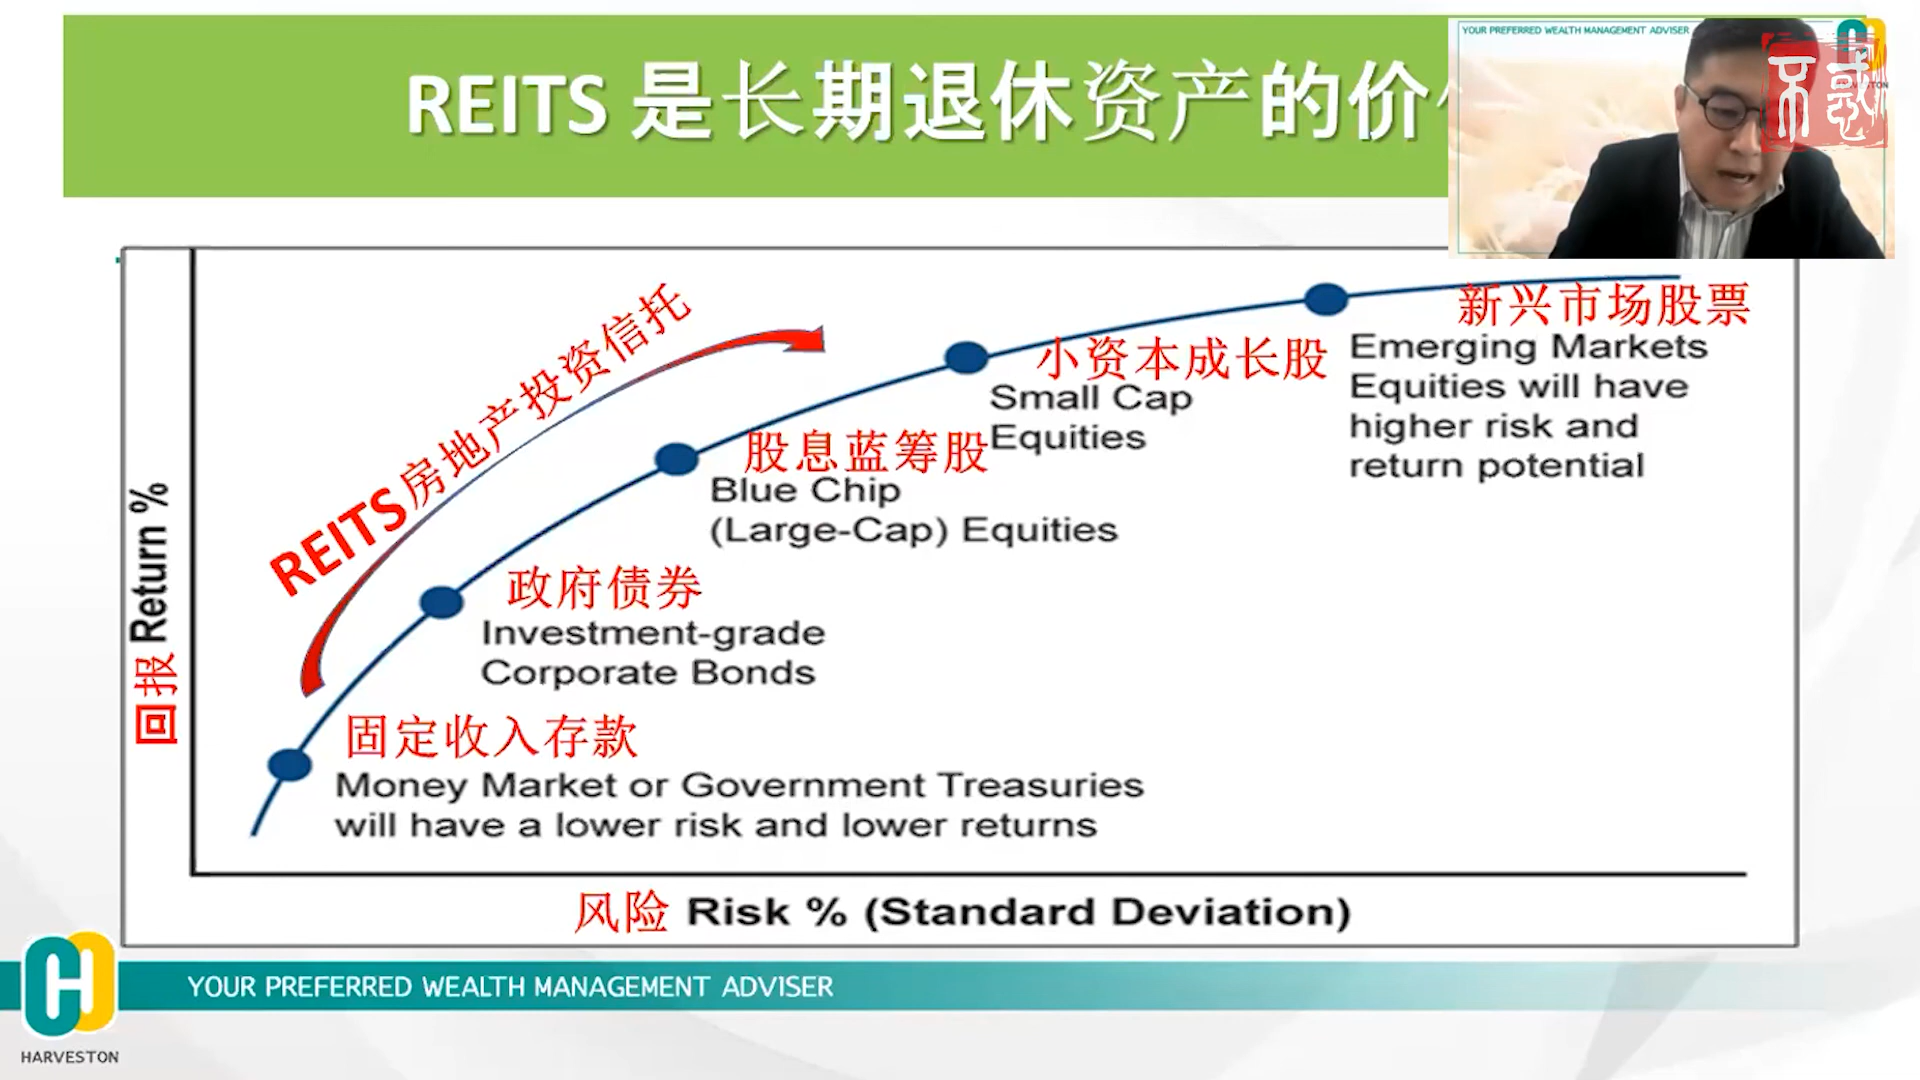 REITS 是长期退休资产的价
YOUR PREFERRED WEALTH MANAGEMENT ADVISER
不惑
REITS房地产投资信托
新兴市场股票
Emerging Markets
Equities will have
higher risk and
return potential
小资本成长股
Small Cap
Equities
股息蓝筹股
Blue Chip
(Large-Cap) Equities
政府债券
Investment-grade
Corporate Bonds
固定收入存款
Money Market or Government Treasuries
will have a lower risk and lower returns
回报 Return %
风险 Risk % (Standard Deviation)
YOUR PREFERRED WEALTH MANAGEMENT ADVISER
HARVESTON